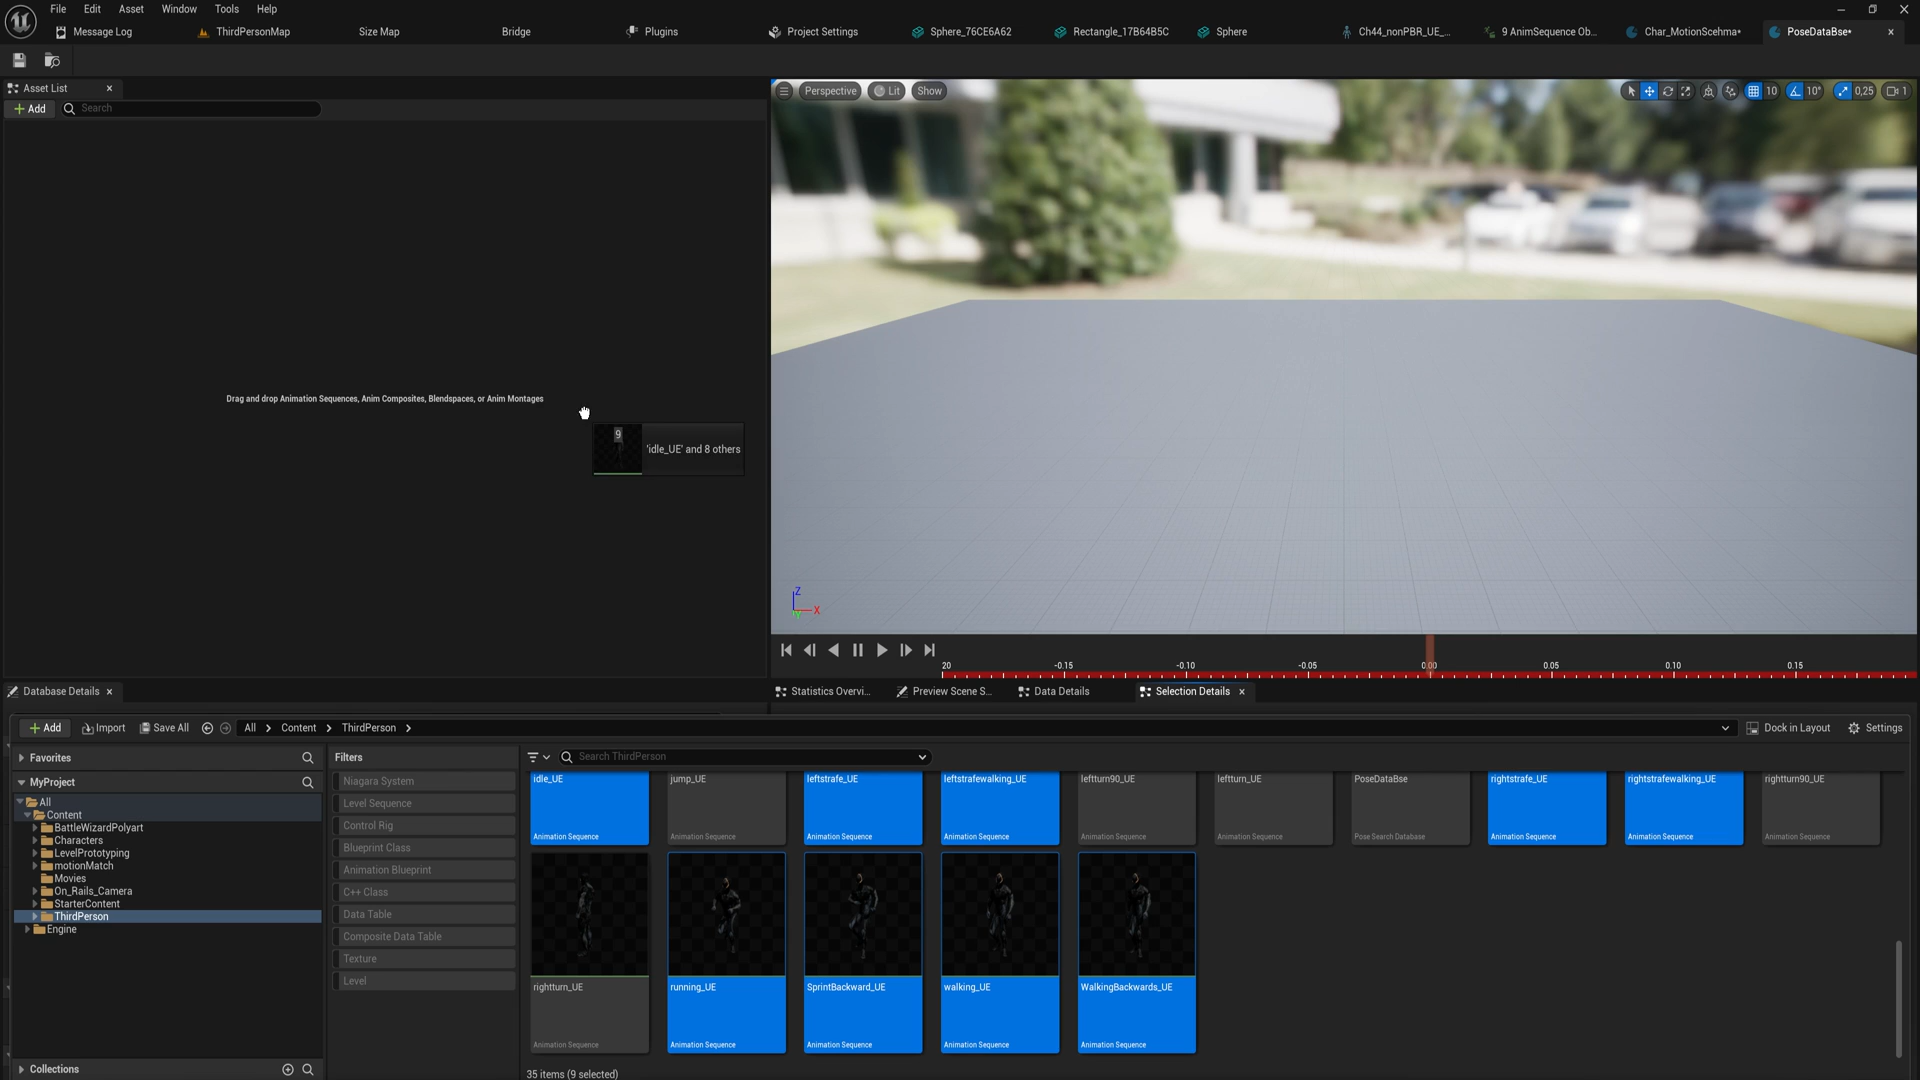 File Edit Asset Window Tools Help
Message Log ThirdPersonMap Size Map Bridge Plugins Project Settings Sphere_76CE6A62 Rectangle_17B64B5C Sphere Ch44_nonPBR_UE_... 9 AnimSequence Ob... Char_MotionScehma* PoseDataBse*
Asset List
Add Search
Perspective Lit Show 10 10° 0,25 1
Drag and drop Animation Sequences, Anim Composites, Blendspaces, or Anim Montages
9 'idle_UE' and 8 others
Z
X
20 -0.15 -0.10 -0.05 0.00 0.05 0.10 0.15
Database Details Statistics Overvi... Preview Scene S... Data Details Selection Details
Add Import Save All All > Content > ThirdPerson > Dock in Layout Settings
Favorites Filters Search ThirdPerson
MyProject
All
Content
BattleWizardPolyart
Characters
LevelPrototyping
motionMatch
Movies
On_Rails_Camera
StarterContent
ThirdPerson
Engine
Collections
Niagara System
Level Sequence
Control Rig
Blueprint Class
Animation Blueprint
C++ Class
Data Table
Composite Data Table
Texture
Level
idle_UE jump_UE leftstrafe_UE leftstrafewalking_UE leftturn90_UE leftturn_UE PoseDataBse rightstrafe_UE rightstrafewalking_UE rightturn90_UE
Animation Sequence Animation Sequence Animation Sequence Animation Sequence Animation Sequence Animation Sequence Pose Search Database Animation Sequence Animation Sequence Animation Sequence
rightturn_UE running_UE SprintBackward_UE walking_UE WalkingBackwards_UE
Animation Sequence Animation Sequence Animation Sequence Animation Sequence Animation Sequence
35 items (9 selected)